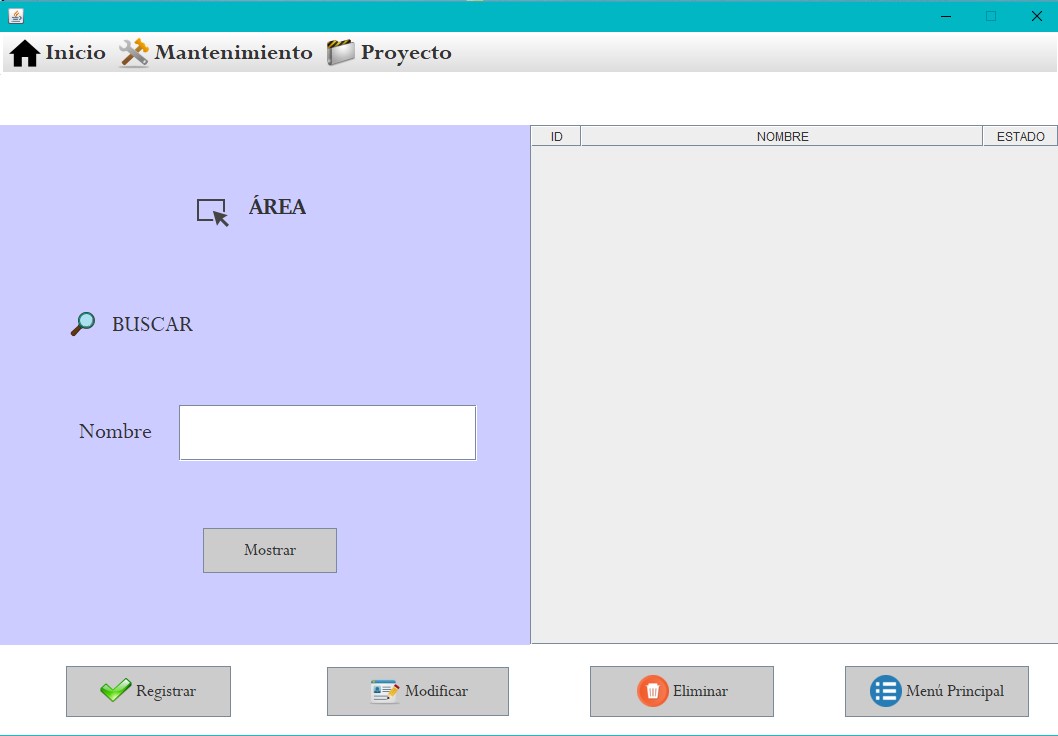 Inicio Mantenimiento Proyecto
ID NOMBRE ESTADO
ÁREA
BUSCAR
Nombre
Mostrar
Registrar Modificar Eliminar Menú Principal